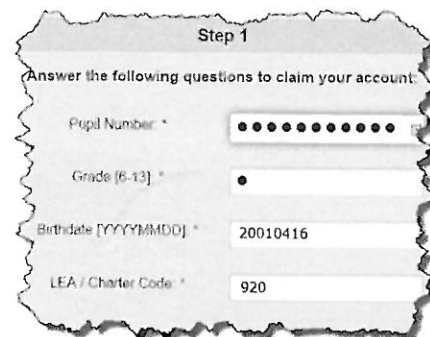 Step 1
Answer the following questions to claim your account:
Pupil Number: *
●●●●●●●●●●●
Grade [6-13]: *
●
Birthdate [YYYYMMDD]: *
20010416
LEA / Charter Code: *
920